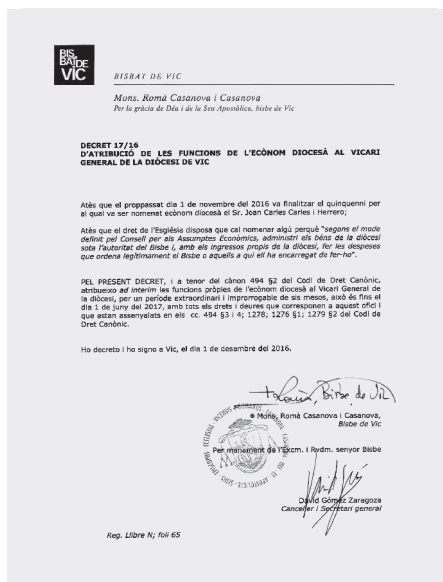 BIS
BAT DE
VIC
BISBAT DE VIC
Mons. Romà Casanova i Casanova
Per la gràcia de Déu i de la Seu Apostòlica, bisbe de Vic
DECRET 17/16
D'ATRIBUCIÓ DE LES FUNCIONS DE L'ECÒNOM DIOCESÀ AL VICARI
GENERAL DE LA DIÒCESI DE VIC
Atès que el proppassat dia 1 de novembre del 2016 va finalitzar el quinquenni per
al qual va ser nomenat ecònom diocesà el Sr. Joan Carles Carles i Herrero;
Atès que el dret de l'Església disposa que cal nomenar algú perquè "segons el mode
definit pel Consell per als Assumptes Econòmics, administri els béns de la diòcesi
sota l'autoritat del Bisbe i, amb els ingressos propis de la diòcesi, fer les despeses
que ordena legítimament el Bisbe o aquells a qui ell ha encarregat de fer-ho".
PEL PRESENT DECRET, i a tenor del cànon 494 §2 del Codi de Dret Canònic,
atribueixo ad interim les funcions pròpies de l'ecònom diocesà al Vicari General de
la diòcesi, per un període extraordinari i improrrogable de sis mesos, això és fins el
dia 1 de juny del 2017, amb tots els drets i deures que corresponen a aquest ofici i
que estan assenyalats en els cc. 494 §3 i 4; 1278; 1276 §1; 1279 §2 del Codi de
Dret Canònic.
Ho decreto i ho signo a Vic, el dia 1 de desembre del 2016.
+ Romà, Bisbe de Vic
Mons. Romà Casanova i Casanova,
Bisbe de Vic
Per manament de l'Excm. i Rvdm. senyor Bisbe
David Gómez Zaragoza
Canceller i Secretari general
Reg. Llibre N; foli 65